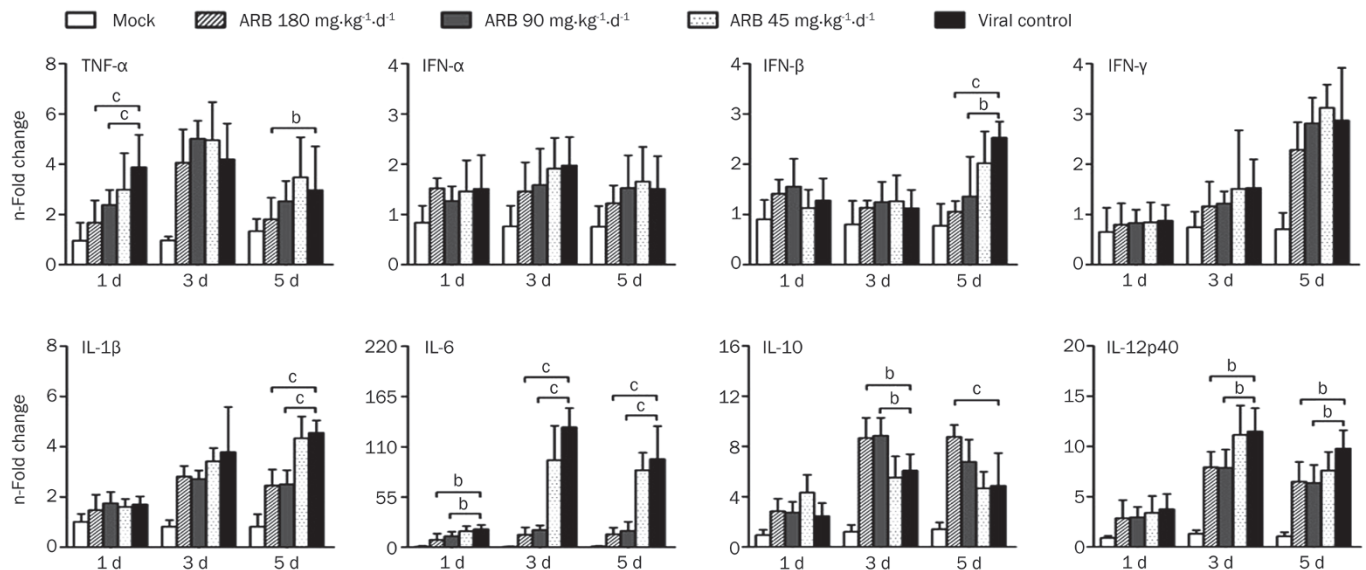 Mock ARB 180 mg·kg⁻¹·d⁻¹ ARB 90 mg·kg⁻¹·d⁻¹ ARB 45 mg·kg⁻¹·d⁻¹ Viral control
n-Fold change
TNF-α
8
6
4
2
0
c
c
b
1 d 3 d 5 d
IFN-α
4
3
2
1
0
1 d 3 d 5 d
IFN-β
4
3
2
1
0
c
b
1 d 3 d 5 d
IFN-γ
4
3
2
1
0
1 d 3 d 5 d
n-Fold change
IL-1β
8
6
4
2
0
c
c
1 d 3 d 5 d
IL-6
220
165
110
55
0
b
b
c
c
c
c
1 d 3 d 5 d
IL-10
16
12
8
4
0
b
b
c
1 d 3 d 5 d
IL-12p40
20
15
10
5
0
b
b
b
b
1 d 3 d 5 d